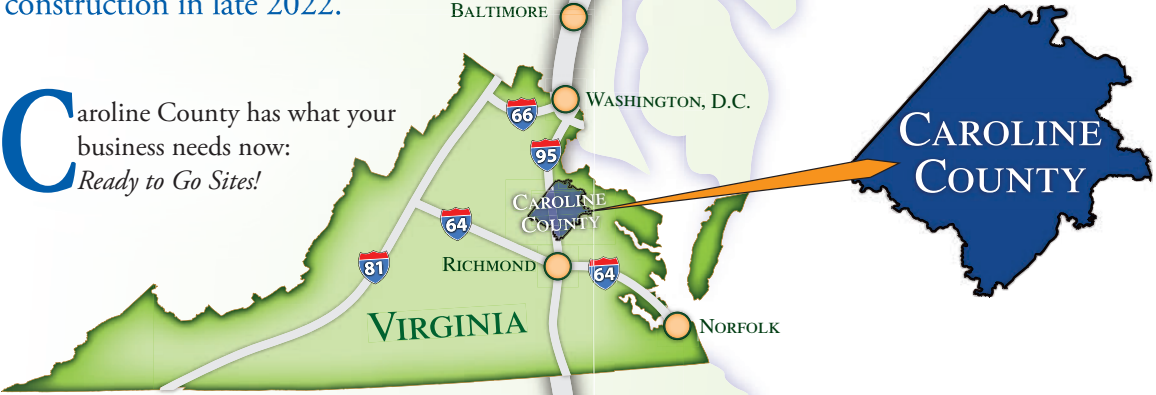 construction in late 2022.
Caroline County has what your
business needs now:
Ready to Go Sites!
BALTIMORE
WASHINGTON, D.C.
66
95
CAROLINE
COUNTY
64
81
RICHMOND
64
VIRGINIA
NORFOLK
CAROLINE
COUNTY